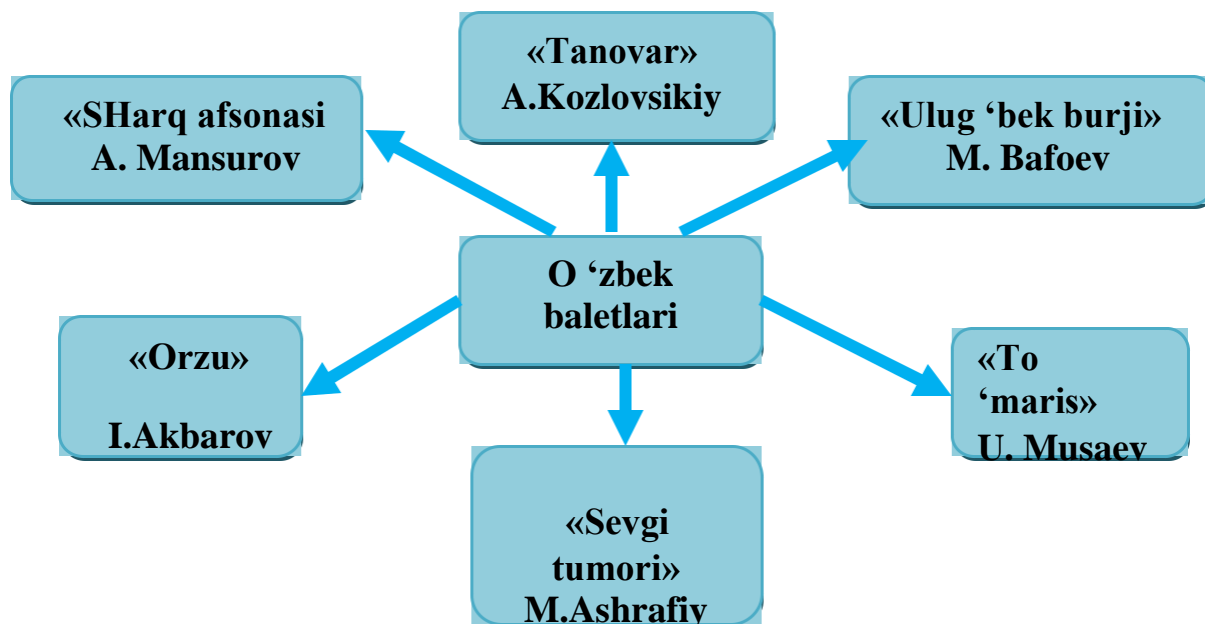 «Tanovar»
A.Kozlovsikiy
«SHarq afsonasi
A. Mansurov
«Ulug ‘bek burji»
M. Bafoev
O ‘zbek
baletlari
«Orzu»
I.Akbarov
«To
‘maris»
U. Musaev
«Sevgi
tumori»
M.Ashrafiy